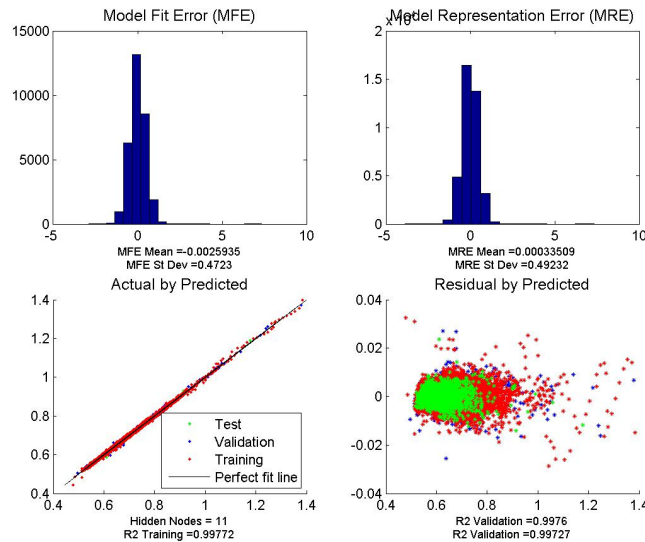 Model Fit Error (MFE)
15000
10000
5000
0
-5 0 5 10
MFE Mean =-0.0025935
MFE St Dev =0.4723
Model Representation Error (MRE)
2
1.5
1
0.5
0
-5 0 5 10
MRE Mean =0.00033509
MRE St Dev =0.49232
Actual by Predicted
1.4
1.2
1
0.8
0.6
0.4
0.4 0.6 0.8 1 1.2 1.4
Test
Validation
Training
Perfect fit line
Hidden Nodes = 11
R2 Training =0.99772
Residual by Predicted
0.04
0.02
0
-0.02
-0.04
0.4 0.6 0.8 1 1.2 1.4
R2 Validation =0.9976
R2 Validation =0.99727